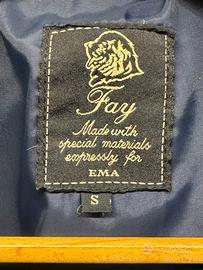 Fay
Made with
special materials
expressly for
EMA
S